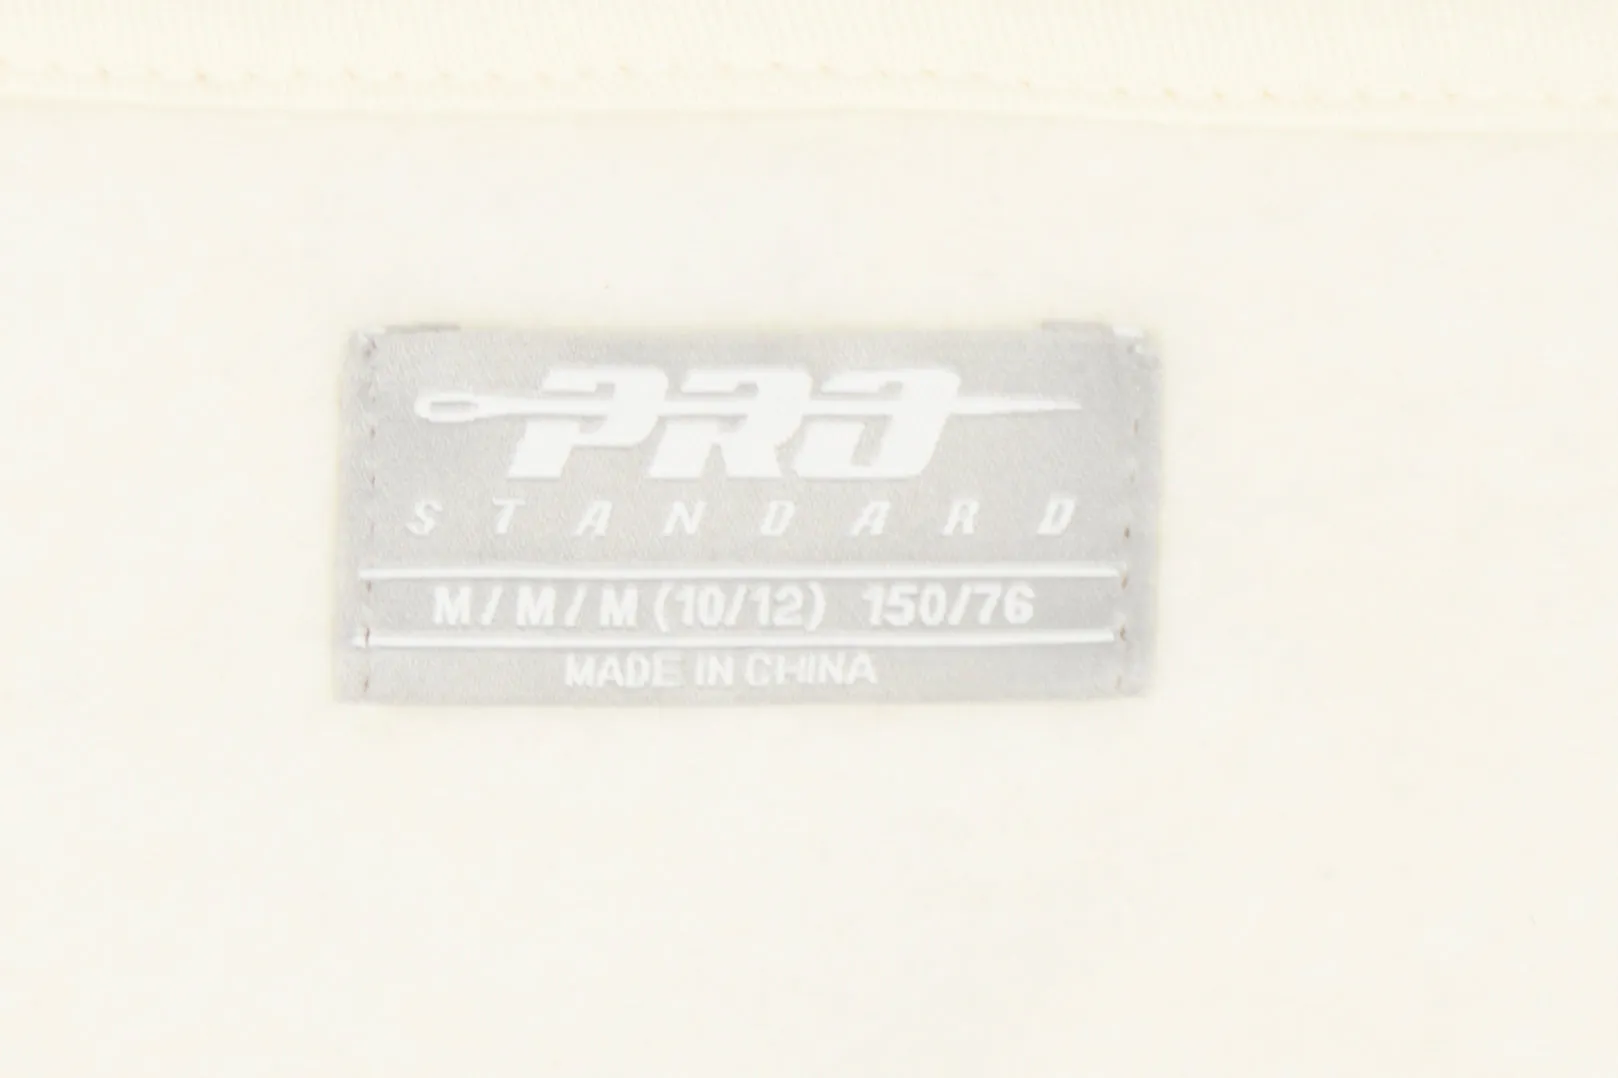 PRO
STANDARD
M/M/M (10/12) 150/76
MADE IN CHINA